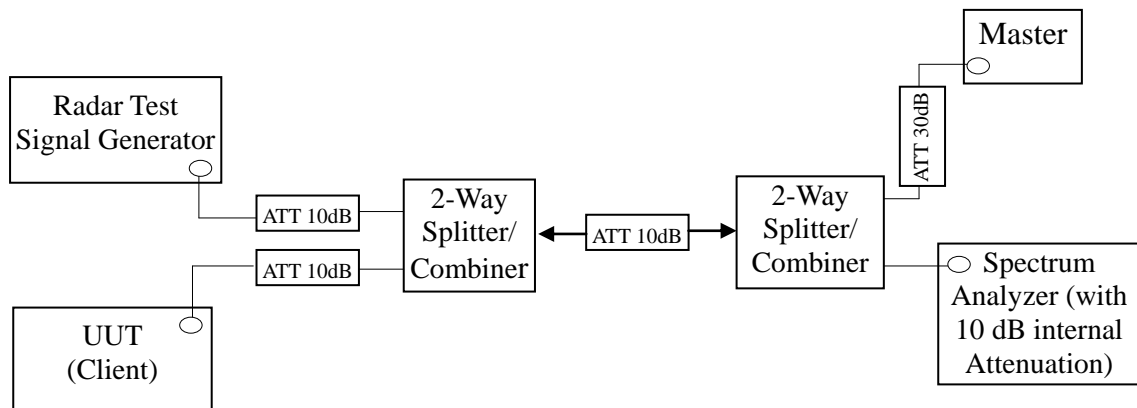 Radar Test
Signal Generator
ATT 10dB
ATT 10dB
UUT
(Client)
2-Way
Splitter/
Combiner
ATT 10dB
2-Way
Splitter/
Combiner
ATT 30dB
Master
Spectrum
Analyzer (with
10 dB internal
Attenuation)